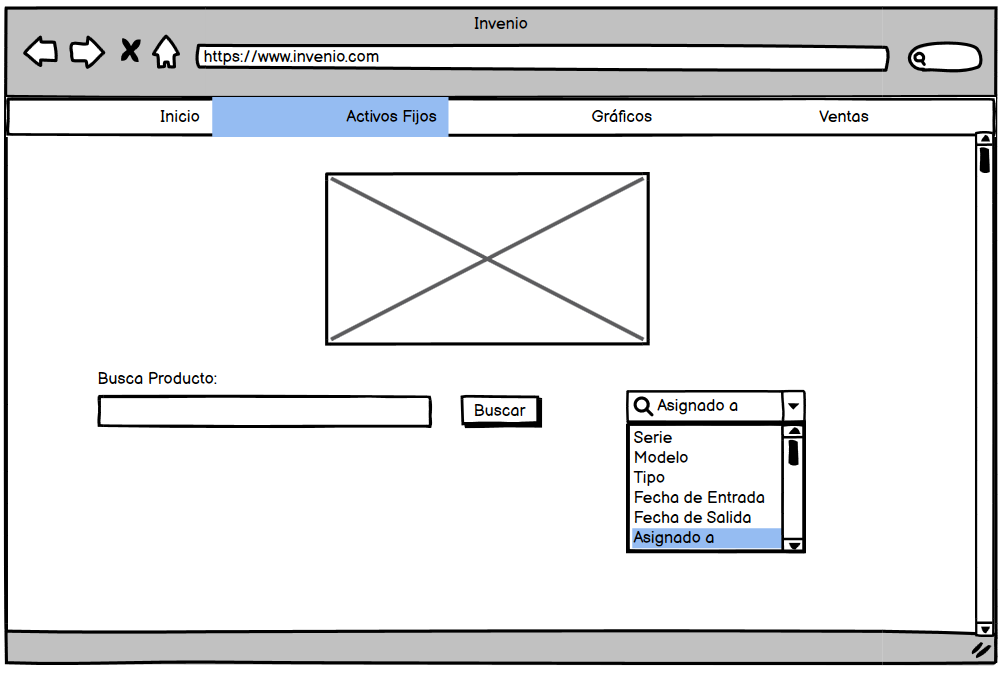 Invenio
https://www.invenio.com
Inicio
Activos Fijos
Gráficos
Ventas
Busca Producto:
Buscar
Asignado a
Serie
Modelo
Tipo
Fecha de Entrada
Fecha de Salida
Asignado a